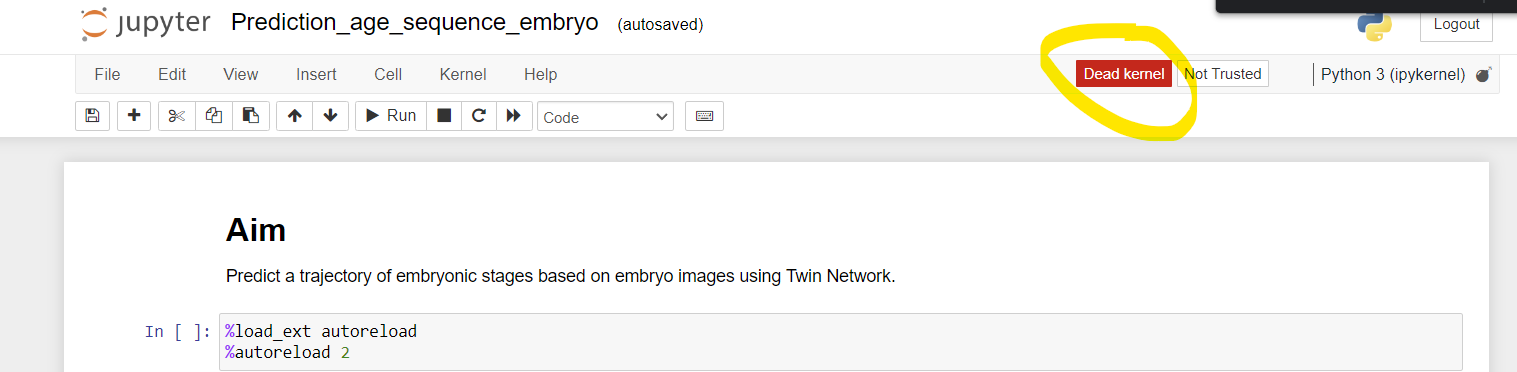 jupyter Prediction_age_sequence_embryo (autosaved) Logout
File Edit View Insert Cell Kernel Help Dead kernel Not Trusted Python 3 (ipykernel)
Run Code
Aim
Predict a trajectory of embryonic stages based on embryo images using Twin Network.
In [ ]: %load_ext autoreload
%autoreload 2